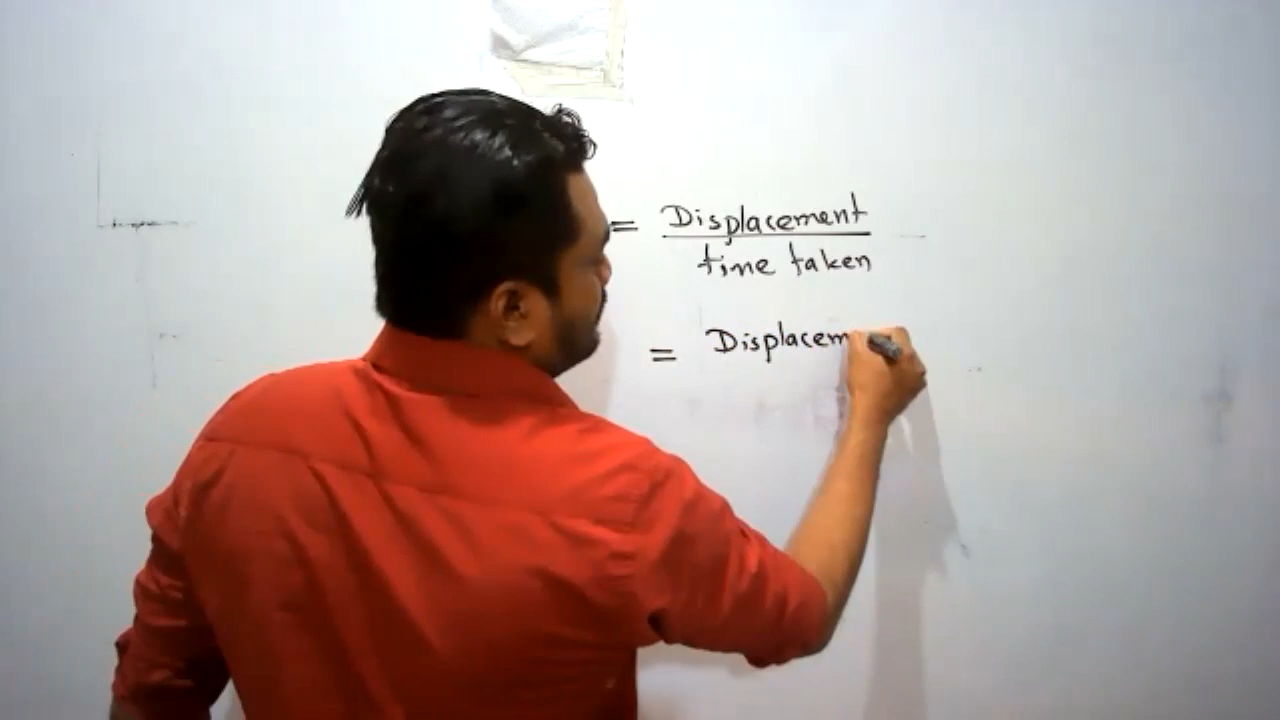 = Displacement
time taken
= Displacem